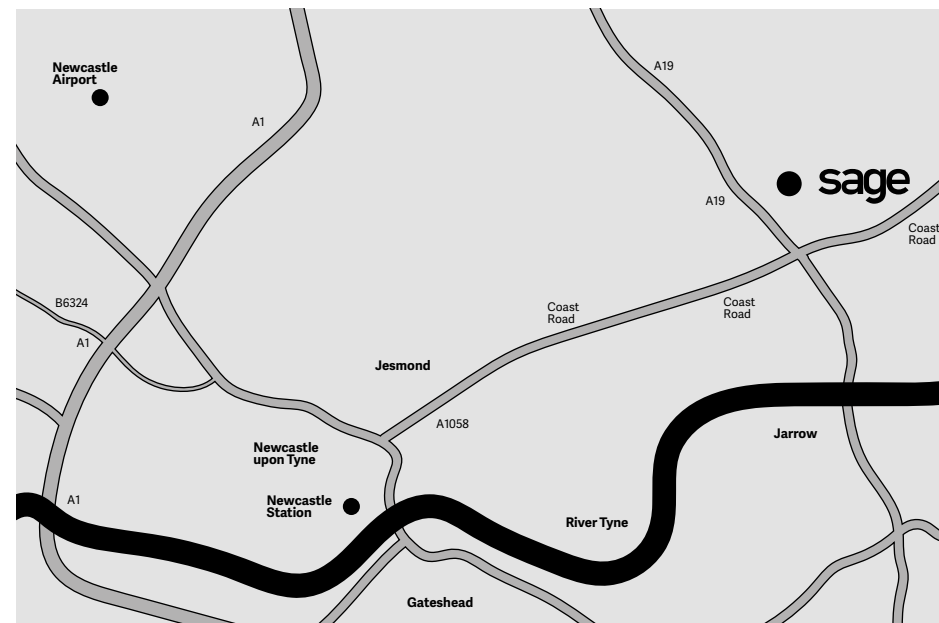 Newcastle
Airport
A1
A19
sage
A19
Coast
Road
B6324
A1
Coast
Road
Coast
Road
Jesmond
A1058
Jarrow
Newcastle
upon Tyne
A1
Newcastle
Station
River Tyne
Gateshead